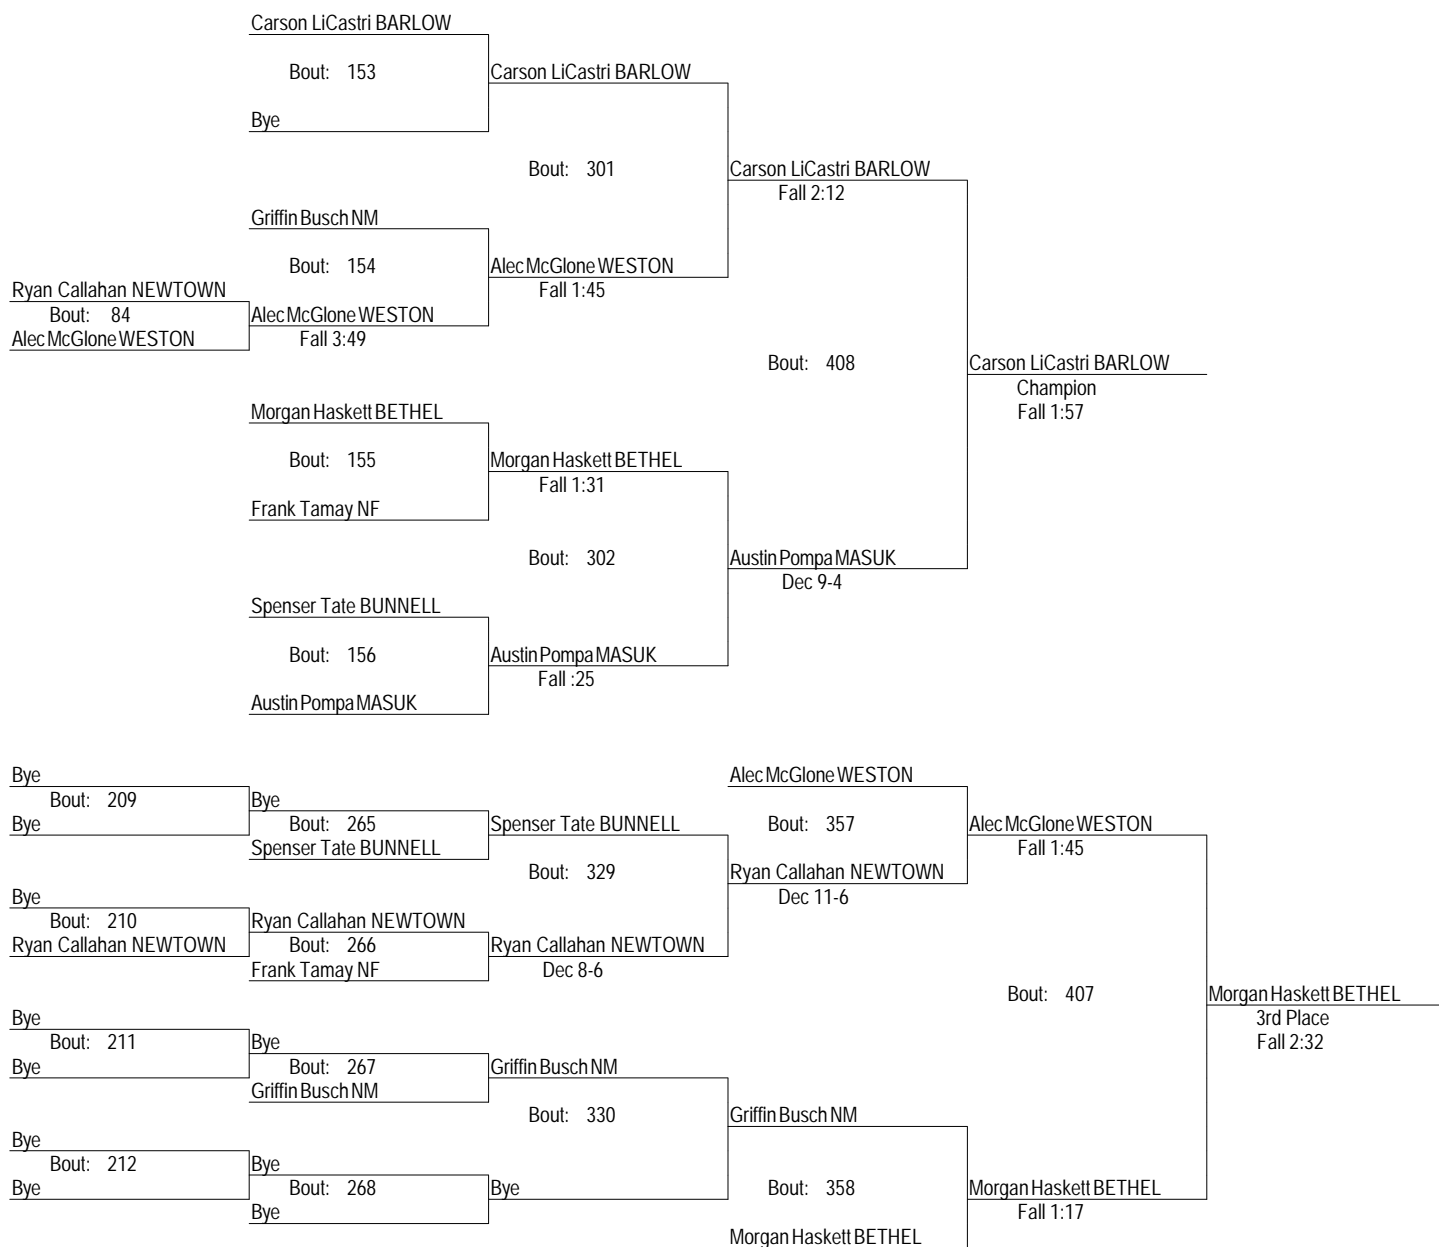 Carson LiCastri BARLOW
Bout: 153
Carson LiCastri BARLOW
Bye
Bout: 301
Carson LiCastri BARLOW
Fall 2:12
Griffin Busch NM
Bout: 154
Alec McGlone WESTON
Fall 1:45
Ryan Callahan NEWTOWN
Bout: 84
Alec McGlone WESTON
Alec McGlone WESTON
Fall 3:49
Bout: 408
Carson LiCastri BARLOW
Champion
Fall 1:57
Morgan Haskett BETHEL
Bout: 155
Morgan Haskett BETHEL
Fall 1:31
Frank Tamay NF
Bout: 302
Austin Pompa MASUK
Dec 9-4
Spenser Tate BUNNELL
Bout: 156
Austin Pompa MASUK
Fall :25
Austin Pompa MASUK
Bye
Bout: 209
Bye
Bye
Bout: 265
Spenser Tate BUNNELL
Spenser Tate BUNNELL
Alec McGlone WESTON
Bout: 357
Alec McGlone WESTON
Fall 1:45
Bout: 329
Ryan Callahan NEWTOWN
Dec 11-6
Bye
Bout: 210
Ryan Callahan NEWTOWN
Ryan Callahan NEWTOWN
Bout: 266
Frank Tamay NF
Ryan Callahan NEWTOWN
Dec 8-6
Bout: 407
Morgan Haskett BETHEL
3rd Place
Fall 2:32
Bye
Bout: 211
Bye
Bye
Bout: 267
Griffin Busch NM
Griffin Busch NM
Bout: 330
Griffin Busch NM
Bye
Bout: 212
Bye
Bye
Bout: 268
Bye
Bye
Bout: 358
Morgan Haskett BETHEL
Fall 1:17
Morgan Haskett BETHEL